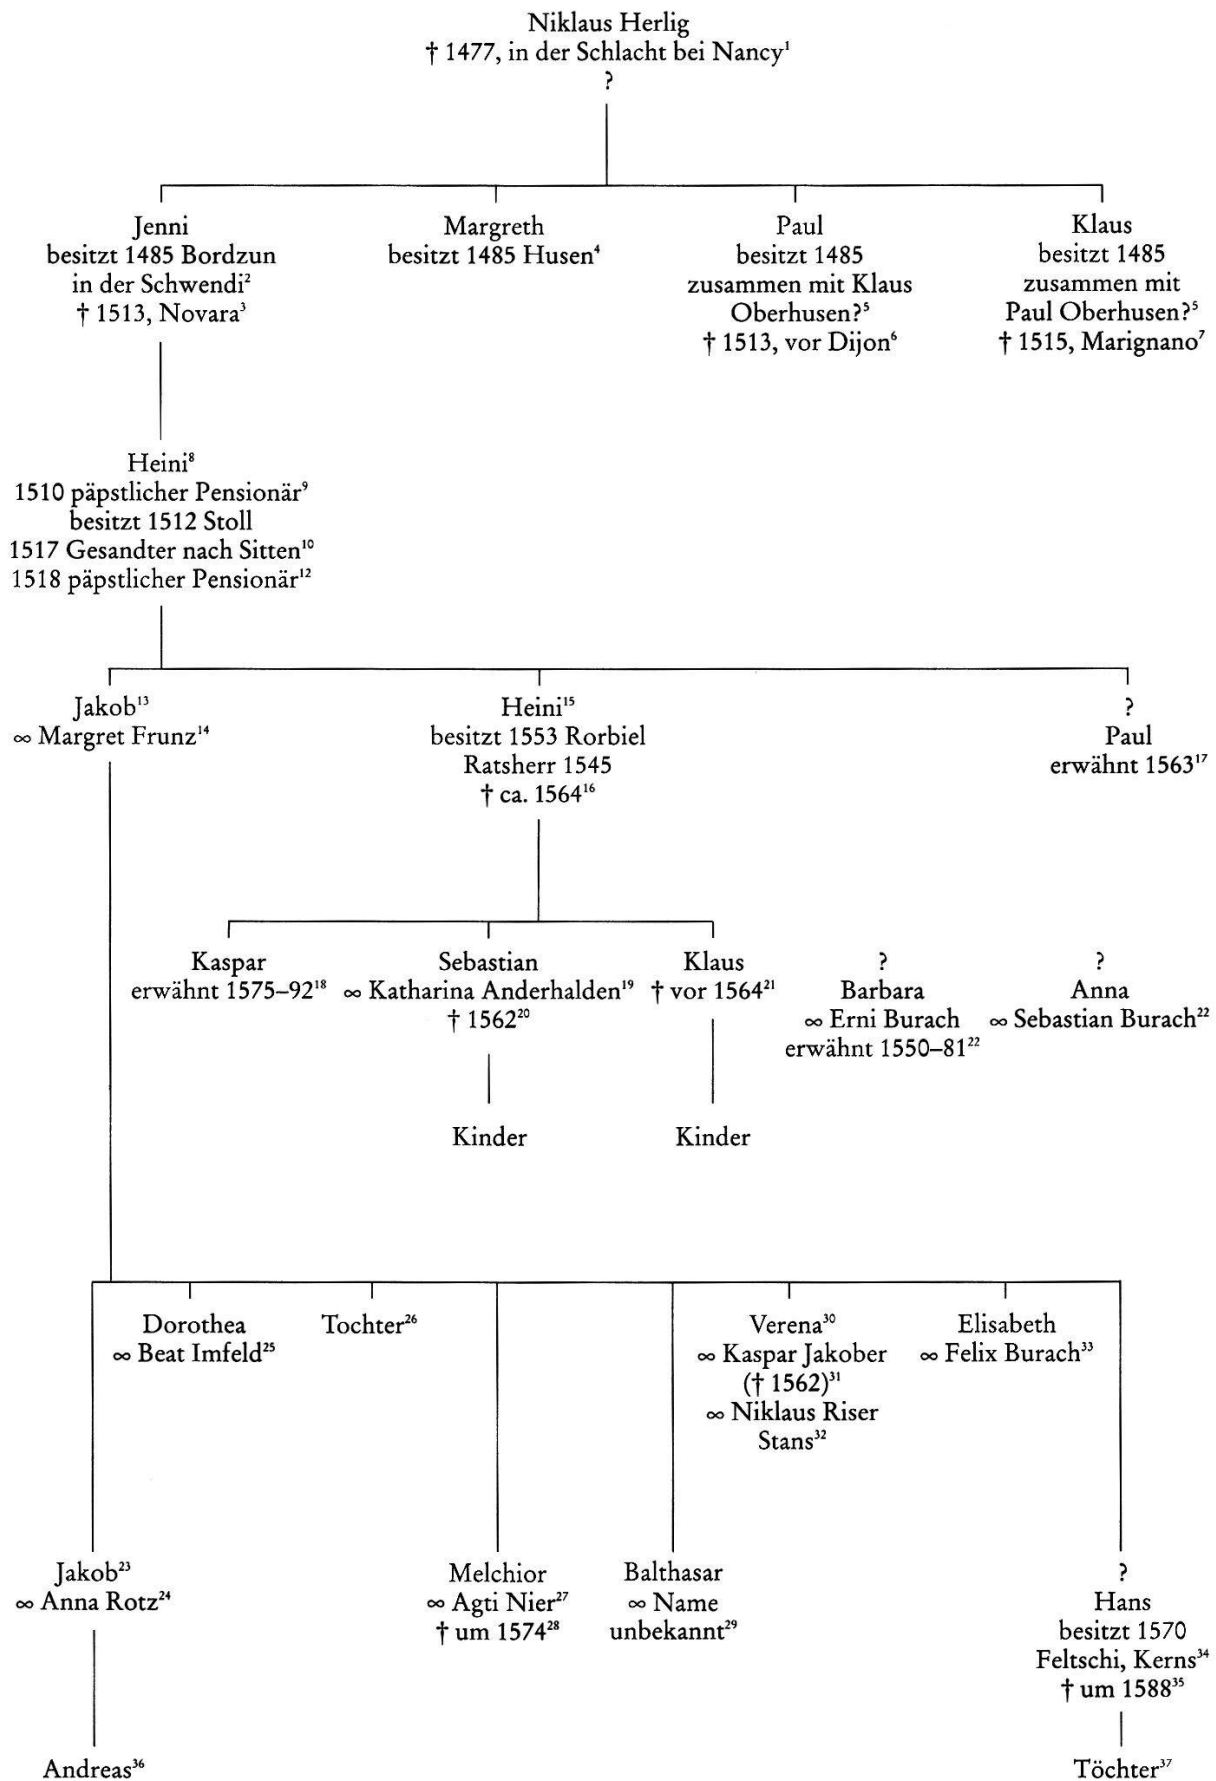 Niklaus Herlig
† 1477, in der Schlacht bei Nancy¹
?
Jenni
besitzt 1485 Bordzun
in der Schwendi²
† 1513, Novara³
Margreth
besitzt 1485 Husen⁴
Paul
besitzt 1485
zusammen mit Klaus
Oberhusen?⁵
† 1513, vor Dijon⁶
Klaus
besitzt 1485
zusammen mit
Paul Oberhusen?⁵
† 1515, Marignano⁷
Heini⁸
1510 päpstlicher Pensionär⁹
besitzt 1512 Stoll
1517 Gesandter nach Sitten¹⁰
1518 päpstlicher Pensionär¹²
Jakob¹³
∞ Margret Frunz¹⁴
Heini¹⁵
besitzt 1553 Rorbiel
Ratsherr 1545
† ca. 1564¹⁶
?
Paul
erwähnt 1563¹⁷
Kaspar
erwähnt 1575–92¹⁸
Sebastian
∞ Katharina Anderhalden¹⁹
† 1562²⁰
Klaus
† vor 1564²¹
?
Barbara
∞ Erni Burach
erwähnt 1550–81²²
?
Anna
∞ Sebastian Burach²²
Kinder
Kinder
Dorothea
∞ Beat Imfeld²⁵
Tochter²⁶
Verena³⁰
∞ Kaspar Jakober
(† 1562)³¹
∞ Niklaus Riser
Stans³²
Elisabeth
∞ Felix Burach³³
Jakob²³
∞ Anna Rotz²⁴
Melchior
∞ Agti Nier²⁷
† um 1574²⁸
Balthasar
∞ Name
unbekannt²⁹
?
Hans
besitzt 1570
Feltschi, Kerns³⁴
† um 1588³⁵
Andreas³⁶
Töchter³⁷